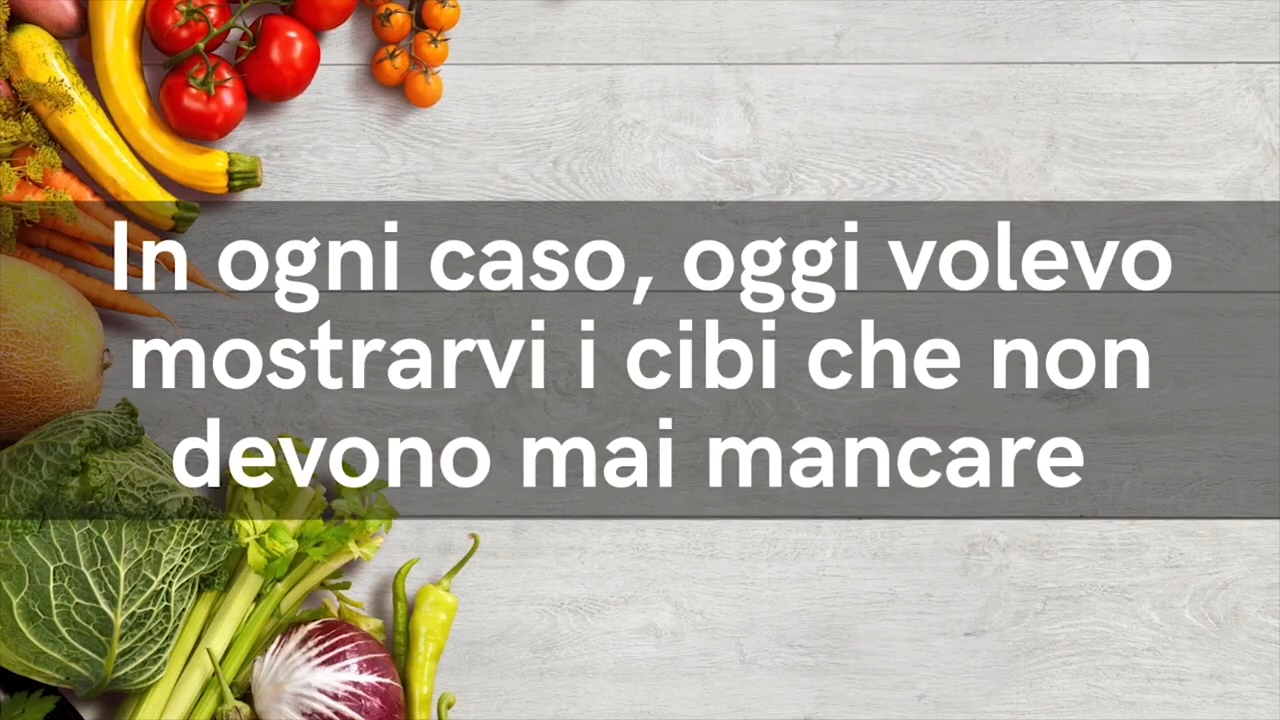 In ogni caso, oggi volevo
mostrarvi i cibi che non
devono mai mancare